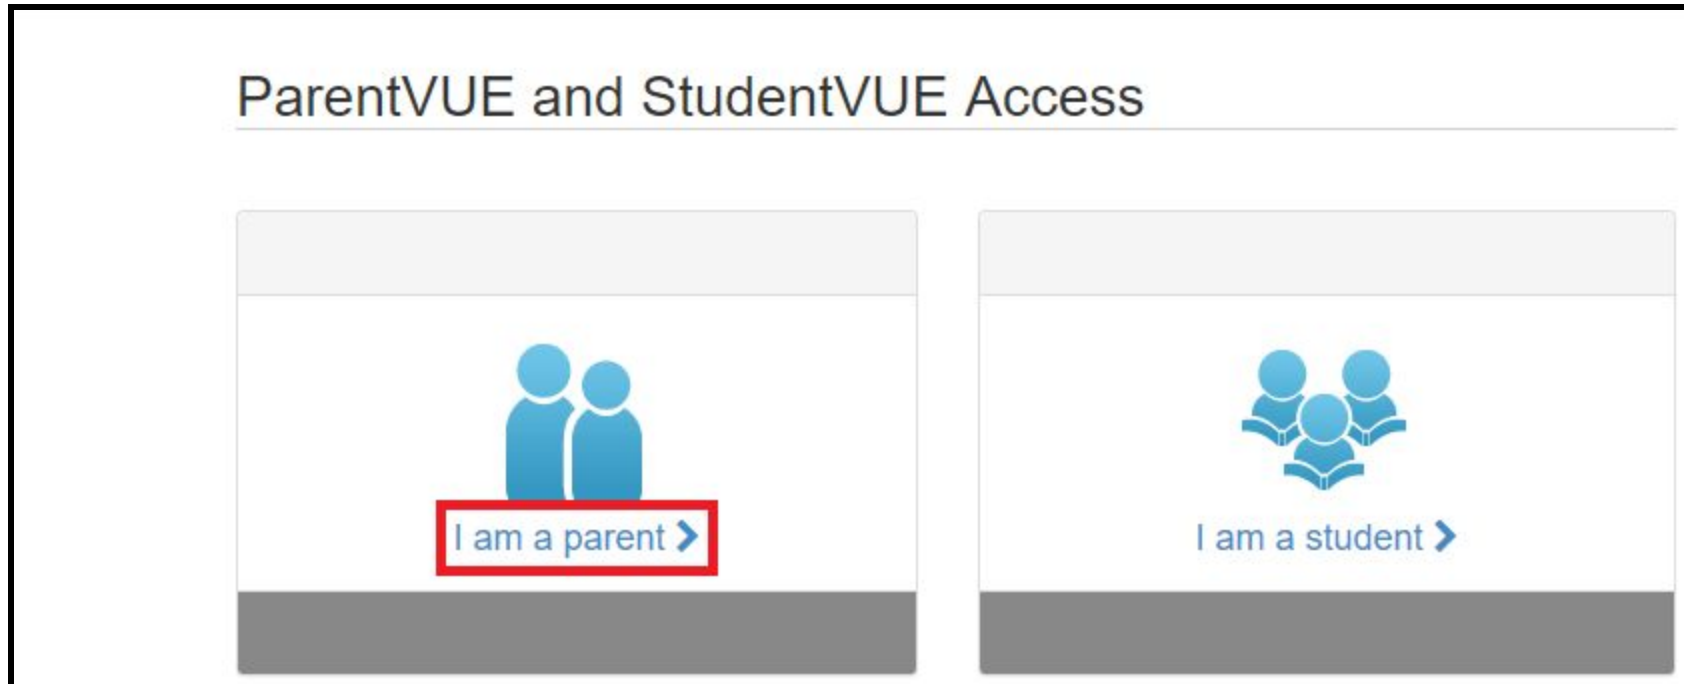 ParentVUE and StudentVUE Access
I am a parent
I am a student